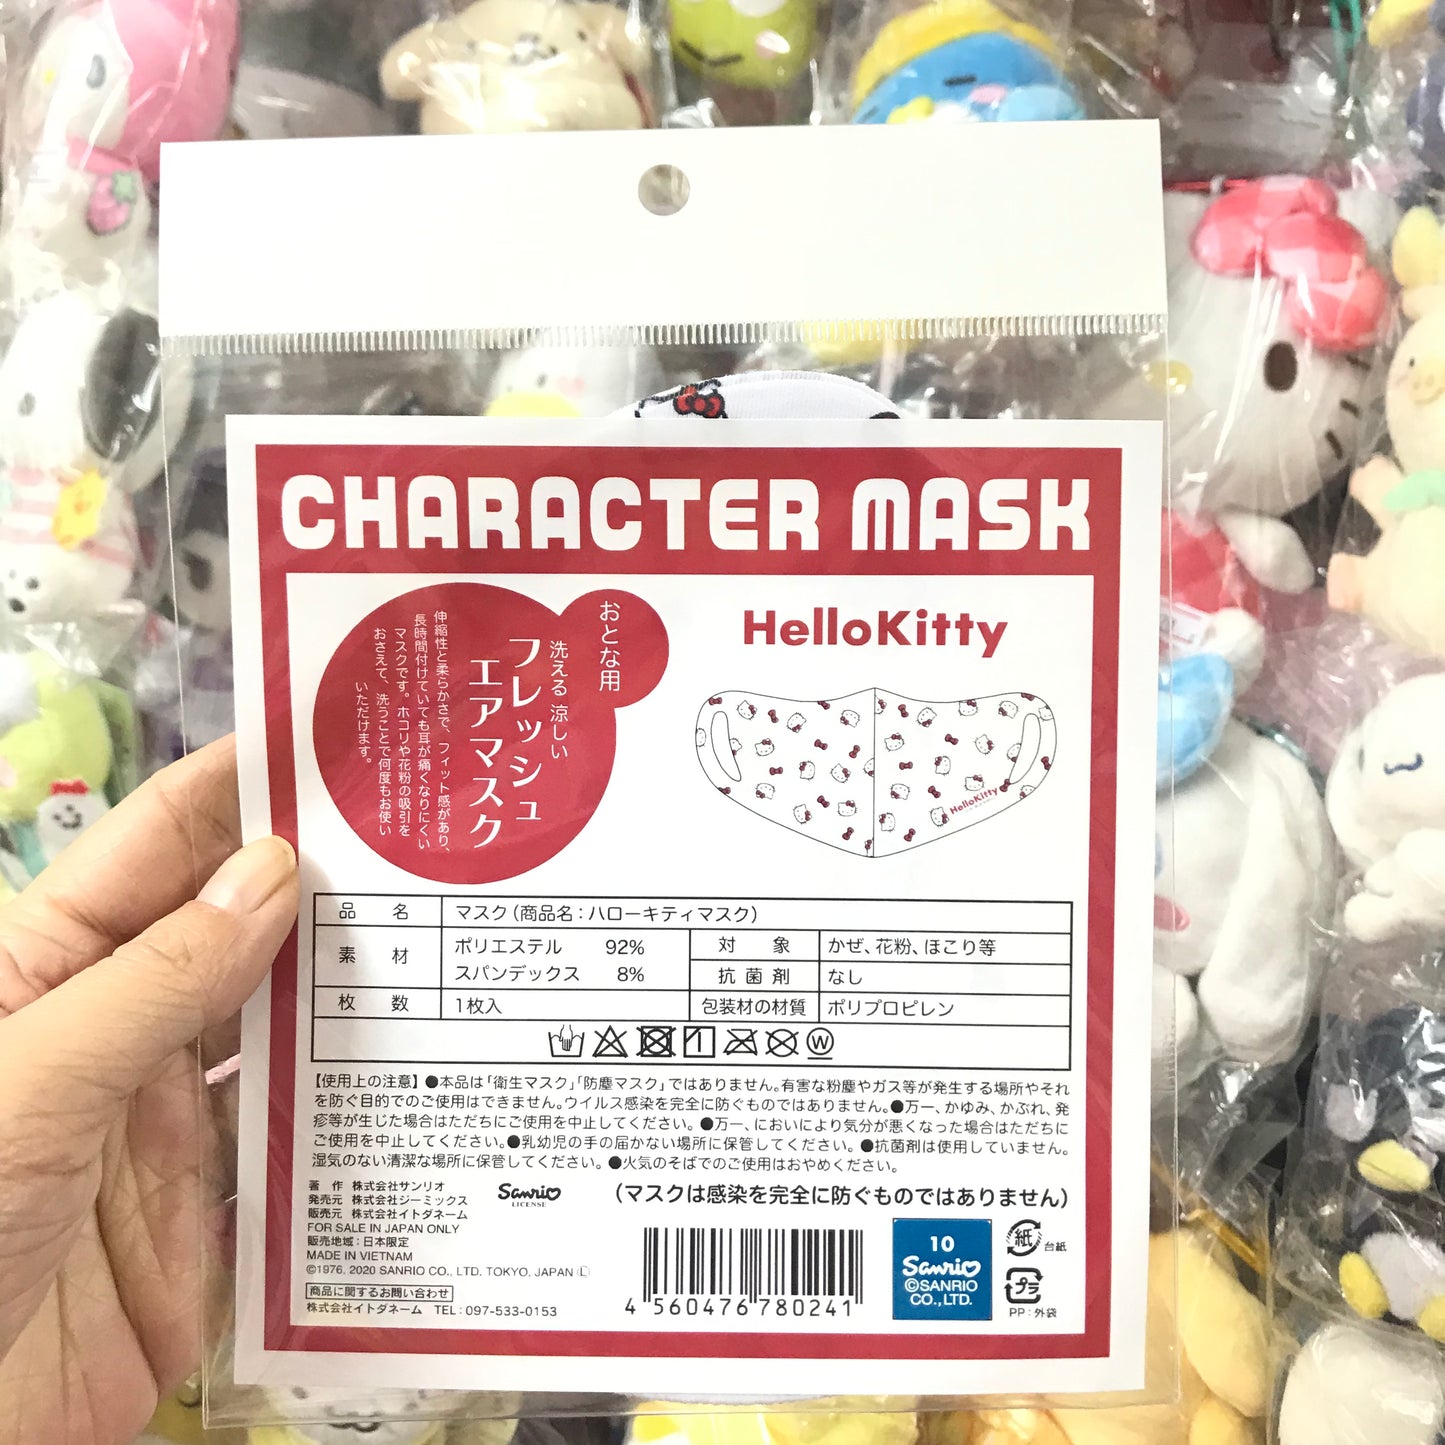 CHARACTER MASK
おとな用
洗える 涼しい
フレッシュ
エアマスク
伸縮性と柔らかさで、フィット感があり、
長時間付けていても耳が痛くなりにくい
マスクです。ホコリや花粉の吸引を
おさえて、洗うことで何度もお使い
いただけます。
HelloKitty
HelloKitty
品 名 マスク(商品名:ハローキティマスク)
素 材 ポリエステル 92% 対 象 かぜ、花粉、ほこり等
スパンデックス 8% 抗菌剤 なし
枚 数 1枚入 包装材の材質 ポリプロピレン
W
【使用上の注意】●本品は「衛生マスク」「防塵マスク」ではありません。有害な粉塵やガス等が発生する場所やそれ
を防ぐ目的でのご使用はできません。ウイルス感染を完全に防ぐものではありません。●万一、かゆみ、かぶれ、発
疹等が生じた場合はただちにご使用を中止してください。●万一、においにより気分が悪くなった場合はただちに
ご使用を中止してください。●乳幼児の手の届かない場所に保管してください。●抗菌剤は使用していません。
湿気のない清潔な場所に保管してください。●火気のそばでのご使用はおやめください。
著 作 株式会社サンリオ
発売元 株式会社ジーミックス
販売元 株式会社イトダネーム
FOR SALE IN JAPAN ONLY
販売地域:日本限定
MADE IN VIETNAM
©1976, 2020 SANRIO CO., LTD. TOKYO, JAPAN Ⓛ
商品に関するお問い合わせ
株式会社イトダネーム TEL:097-533-0153
Sanrio
LICENSE
(マスクは感染を完全に防ぐものではありません)
4 560476 780241
10
Sanrio
©SANRIO
CO.,LTD.
紙 台紙
プラ
PP:外袋